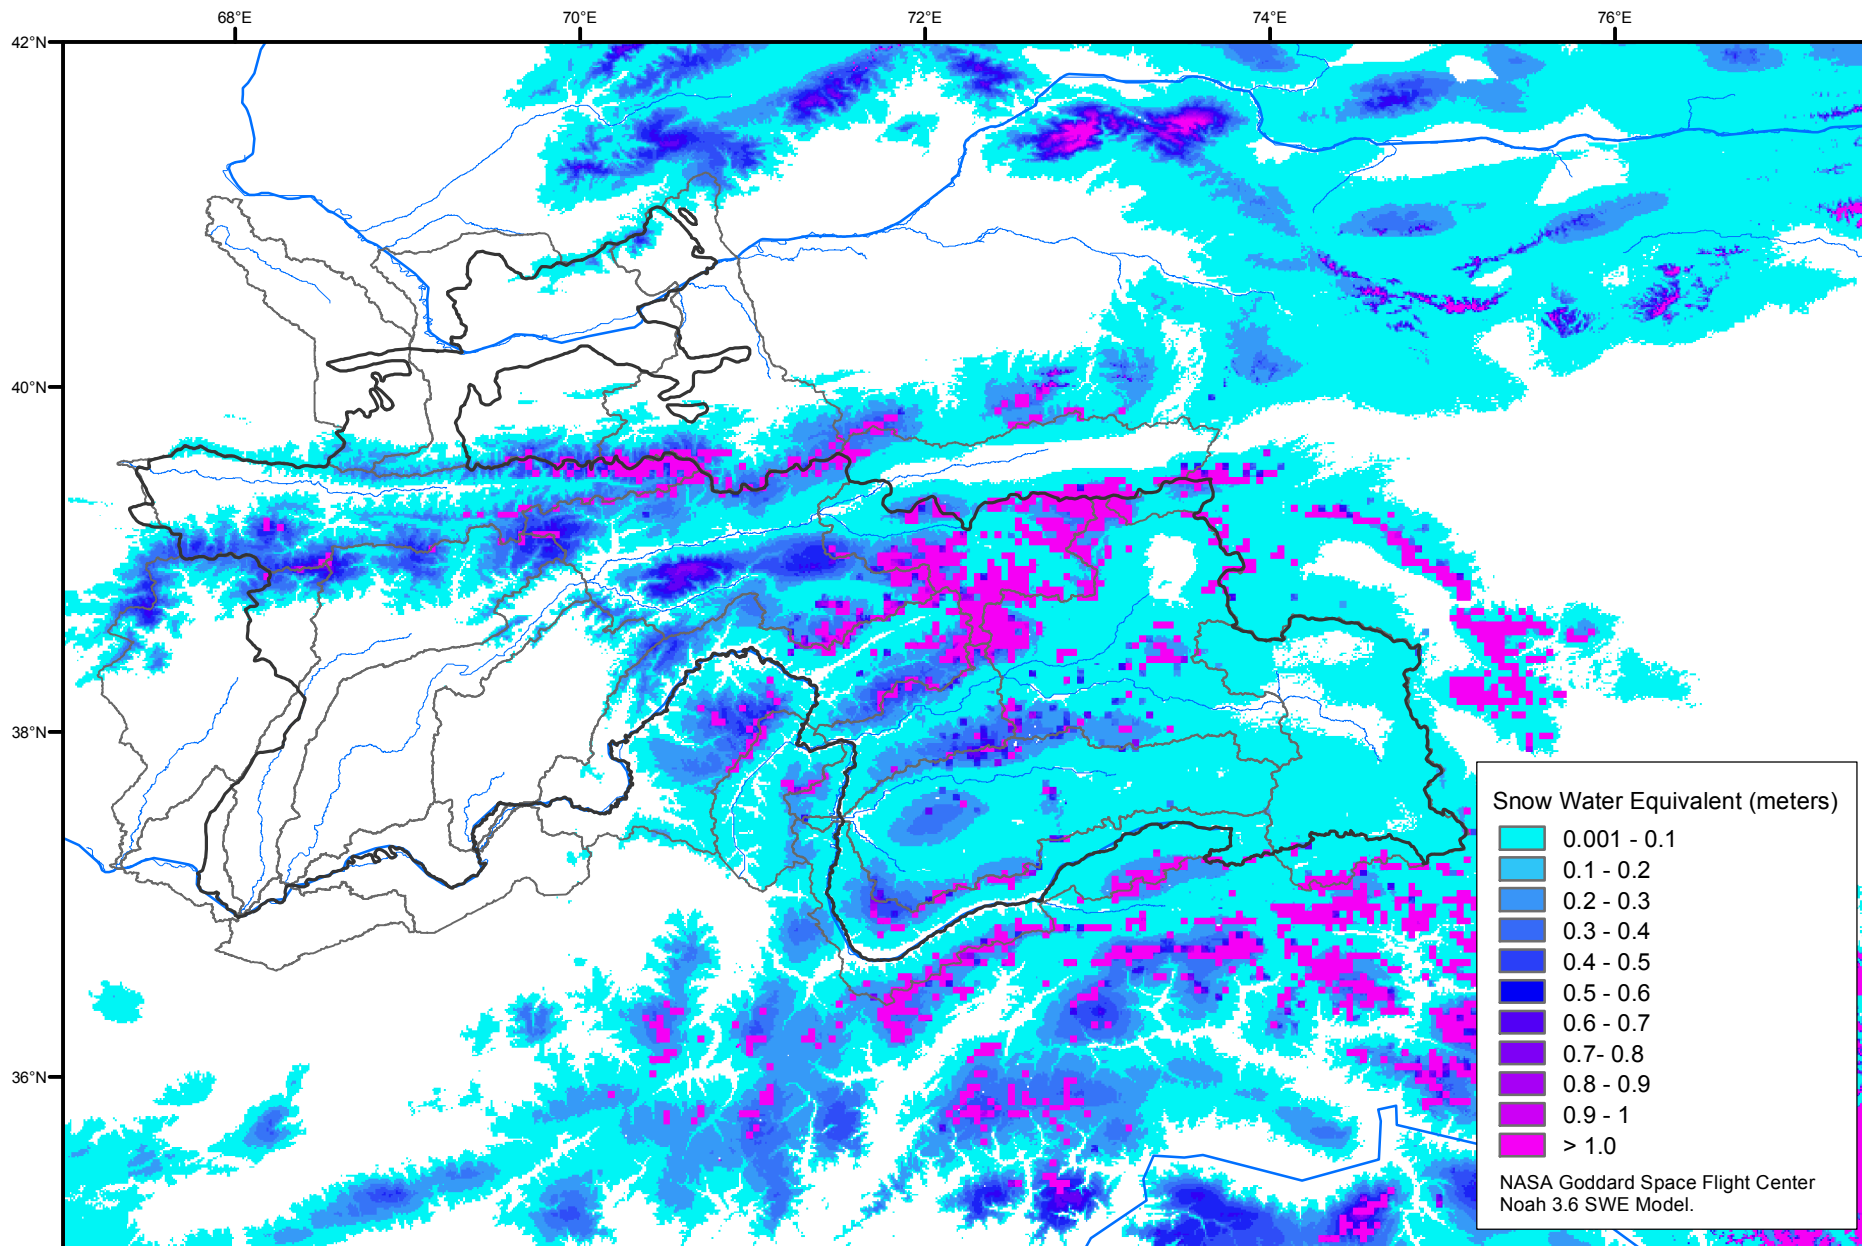 68°E 70°E 72°E 74°E 76°E
42°N
40°N
38°N
36°N
Snow Water Equivalent (meters)
0.001 - 0.1
0.1 - 0.2
0.2 - 0.3
0.3 - 0.4
0.4 - 0.5
0.5 - 0.6
0.6 - 0.7
0.7- 0.8
0.8 - 0.9
0.9 - 1
> 1.0
NASA Goddard Space Flight Center
Noah 3.6 SWE Model.